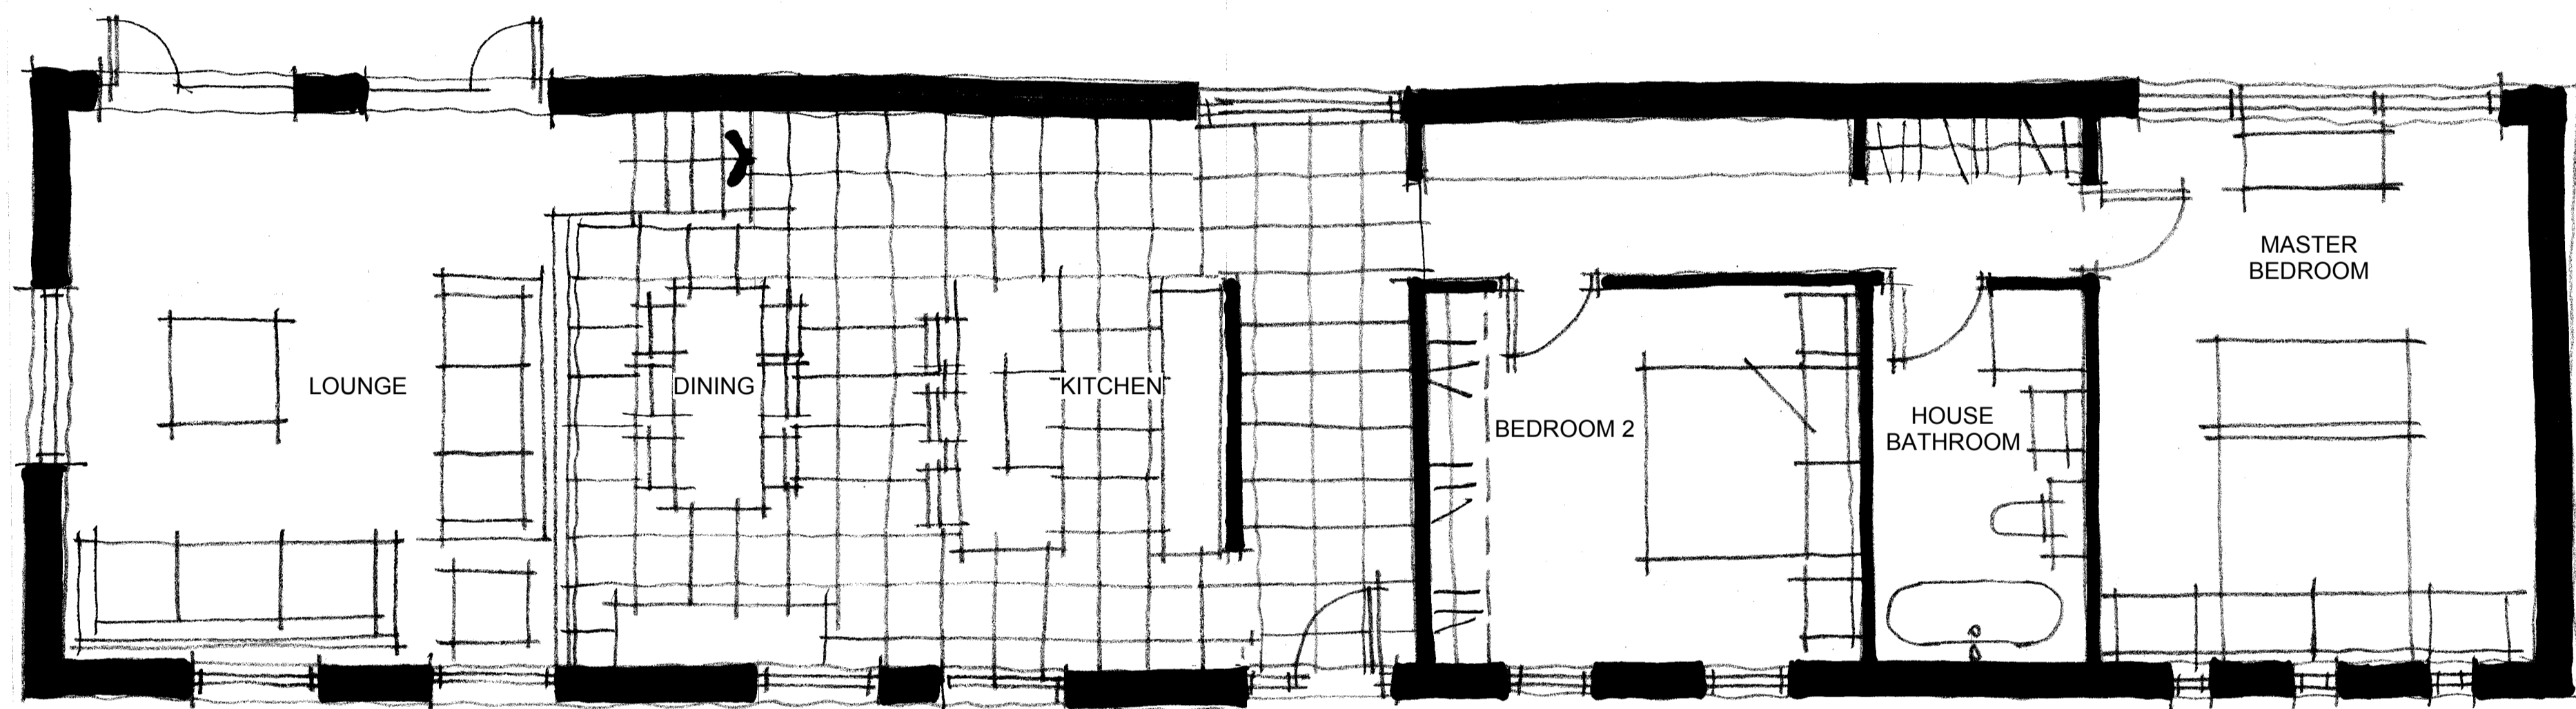 LOUNGE
DINING
KITCHEN
BEDROOM 2
HOUSE
BATHROOM
MASTER
BEDROOM